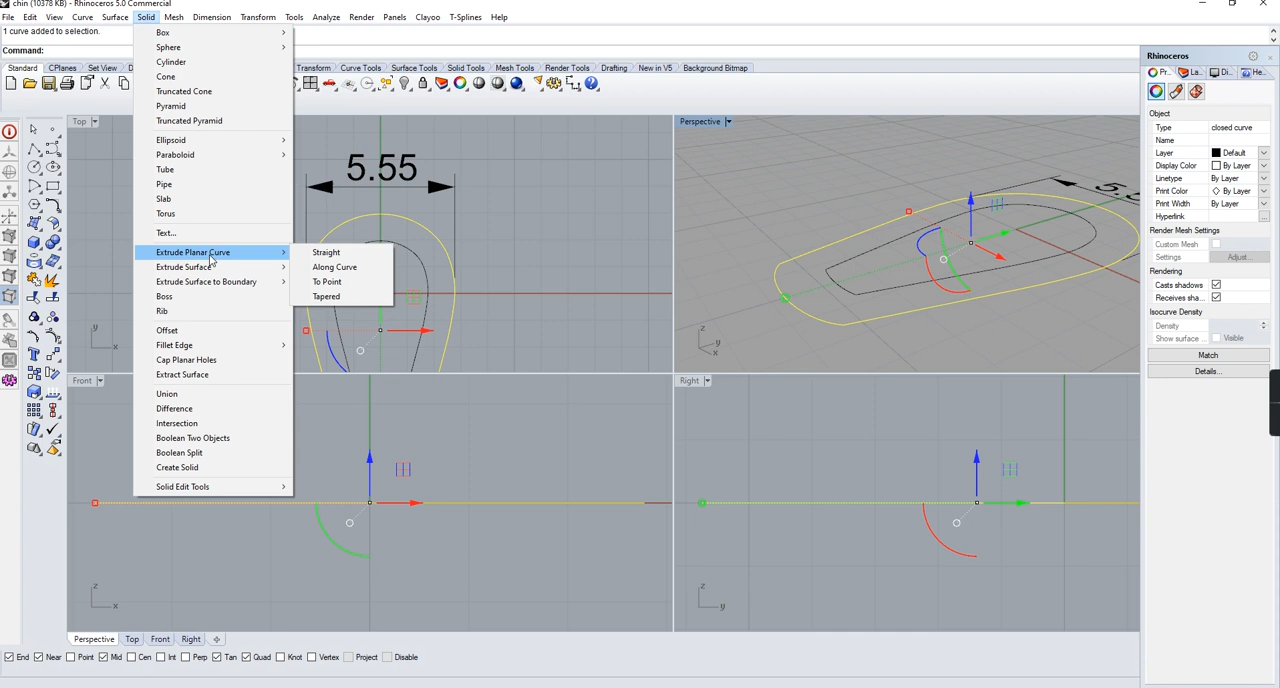 chin (10378 KB) - Rhinoceros 5.0 Commercial
File Edit View Curve Surface Solid Mesh Dimension Transform Tools Analyze Render Panels Clayoo T-Splines Help
1 curve added to selection.
Command:
Standard CPlanes Set View D Transform Curve Tools Surface Tools Solid Tools Mesh Tools Render Tools Drafting New in V5 Background Bitmap
Box
Sphere
Cylinder
Cone
Truncated Cone
Pyramid
Truncated Pyramid
Ellipsoid
Paraboloid
Tube
Pipe
Slab
Torus
Text...
Extrude Planar Curve
Extrude Surface
Extrude Surface to Boundary
Boss
Rib
Offset
Fillet Edge
Cap Planar Holes
Extract Surface
Union
Difference
Intersection
Boolean Two Objects
Boolean Split
Create Solid
Solid Edit Tools
Straight
Along Curve
To Point
Tapered
Top
5.55
y
x
Perspective
z
y
x
Front
z
x
Right
z
y
Rhinoceros
Pr... La... Di... He...
Object
Type closed curve
Name
Layer Default
Display Color By Layer
Linetype By Layer
Print Color By Layer
Print Width By Layer
Hyperlink ...
Render Mesh Settings
Custom Mesh
Settings Adjust...
Rendering
Casts shadows
Receives sha...
Isocurve Density
Density
Show surface ... Visible
Match
Details...
Perspective Top Front Right
End Near Point Mid Cen Int Perp Tan Quad Knot Vertex Project Disable